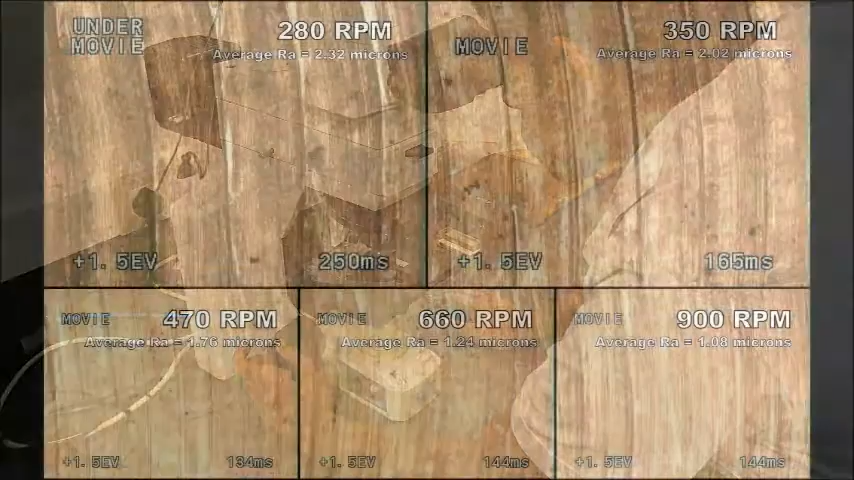 UNDER
MOVIE
280 RPM
Average Ra = 2.32 microns
+1.5EV
250ms
MOVIE
350 RPM
Average Ra = 2.02 microns
+1.5EV
165ms
MOVIE
470 RPM
Average Ra = 1.76 microns
+1.5EV
134ms
MOVIE
660 RPM
Average Ra = 1.24 microns
+1.5EV
144ms
MOVIE
900 RPM
Average Ra = 1.08 microns
+1.5EV
144ms